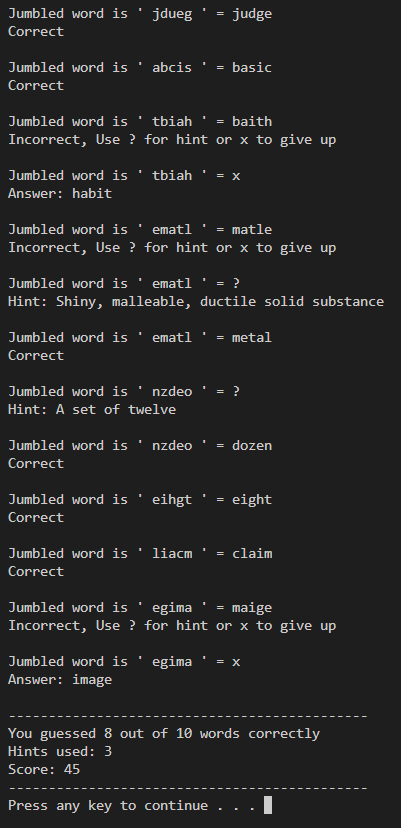 Jumbled word is ' jdueg ' = judge
Correct
Jumbled word is ' abcis ' = basic
Correct
Jumbled word is ' tbiah ' = baith
Incorrect, Use ? for hint or x to give up
Jumbled word is ' tbiah ' = x
Answer: habit
Jumbled word is ' ematl ' = matle
Incorrect, Use ? for hint or x to give up
Jumbled word is ' ematl ' = ?
Hint: Shiny, malleable, ductile solid substance
Jumbled word is ' ematl ' = metal
Correct
Jumbled word is ' nzdeo ' = ?
Hint: A set of twelve
Jumbled word is ' nzdeo ' = dozen
Correct
Jumbled word is ' eihgt ' = eight
Correct
Jumbled word is ' liacm ' = claim
Correct
Jumbled word is ' egima ' = maige
Incorrect, Use ? for hint or x to give up
Jumbled word is ' egima ' = x
Answer: image
---------------------------------------------
You guessed 8 out of 10 words correctly
Hints used: 3
Score: 45
---------------------------------------------
Press any key to continue . . .